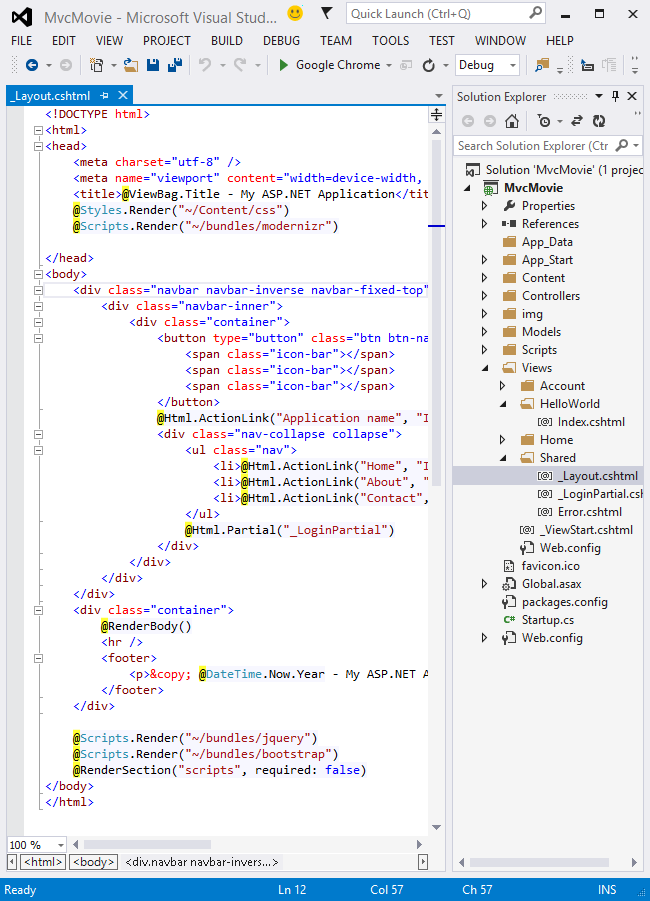 MvcMovie - Microsoft Visual Stud...
Quick Launch (Ctrl+Q)
FILE EDIT VIEW PROJECT BUILD DEBUG TEAM TOOLS TEST WINDOW HELP
Google Chrome Debug
_Layout.cshtml
<!DOCTYPE html>
<html>
<head>
<meta charset="utf-8" />
<meta name="viewport" content="width=device-width,
<title>@ViewBag.Title - My ASP.NET Application</tit
@Styles.Render("~/Content/css")
@Scripts.Render("~/bundles/modernizr")
</head>
<body>
<div class="navbar navbar-inverse navbar-fixed-top"
<div class="navbar-inner">
<div class="container">
<button type="button" class="btn btn-na
<span class="icon-bar"></span>
<span class="icon-bar"></span>
<span class="icon-bar"></span>
</button>
@Html.ActionLink("Application name", "I
<div class="nav-collapse collapse">
<ul class="nav">
<li>@Html.ActionLink("Home", "I
<li>@Html.ActionLink("About", "
<li>@Html.ActionLink("Contact",
</ul>
@Html.Partial("_LoginPartial")
</div>
</div>
</div>
</div>
<div class="container">
@RenderBody()
<hr />
<footer>
<p>&copy; @DateTime.Now.Year - My ASP.NET A
</footer>
</div>
@Scripts.Render("~/bundles/jquery")
@Scripts.Render("~/bundles/bootstrap")
@RenderSection("scripts", required: false)
</body>
</html>
100 %
<html> <body> <div.navbar navbar-invers...>
Solution Explorer
Search Solution Explorer (Ctr
Solution 'MvcMovie' (1 projec
MvcMovie
Properties
References
App_Data
App_Start
Content
Controllers
img
Models
Scripts
Views
Account
HelloWorld
Index.cshtml
Home
Shared
_Layout.cshtml
_LoginPartial.csh
Error.cshtml
_ViewStart.cshtml
Web.config
favicon.ico
Global.asax
packages.config
Startup.cs
Web.config
Ready Ln 12 Col 57 Ch 57 INS